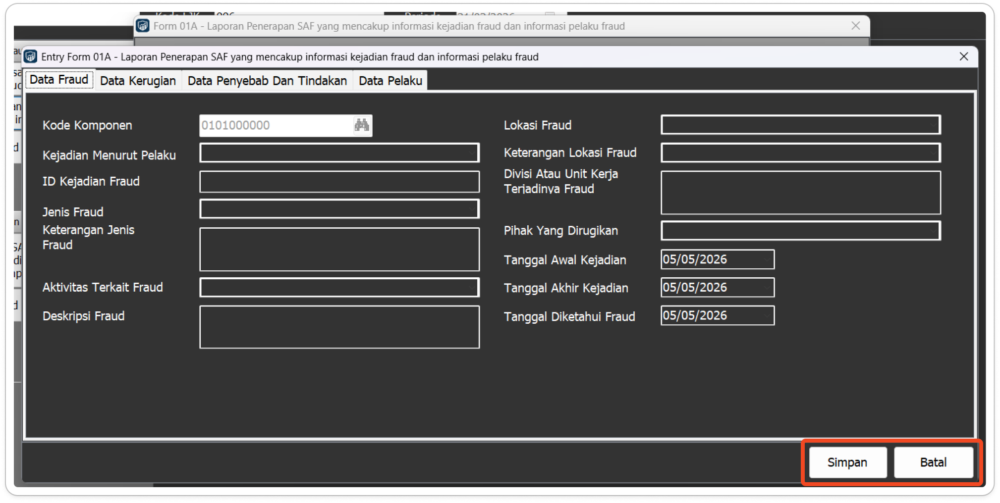 Form 01A - Laporan Penerapan SAF yang mencakup informasi kejadian fraud dan informasi pelaku fraud
Entry Form 01A - Laporan Penerapan SAF yang mencakup informasi kejadian fraud dan informasi pelaku fraud
Data Fraud
Data Kerugian
Data Penyebab Dan Tindakan
Data Pelaku
Kode Komponen
0101000000
Kejadian Menurut Pelaku
ID Kejadian Fraud
Jenis Fraud
Keterangan Jenis
Fraud
Aktivitas Terkait Fraud
Deskripsi Fraud
Lokasi Fraud
Keterangan Lokasi Fraud
Divisi Atau Unit Kerja
Terjadinya Fraud
Pihak Yang Dirugikan
Tanggal Awal Kejadian
05/05/2026
Tanggal Akhir Kejadian
05/05/2026
Tanggal Diketahui Fraud
05/05/2026
Simpan
Batal